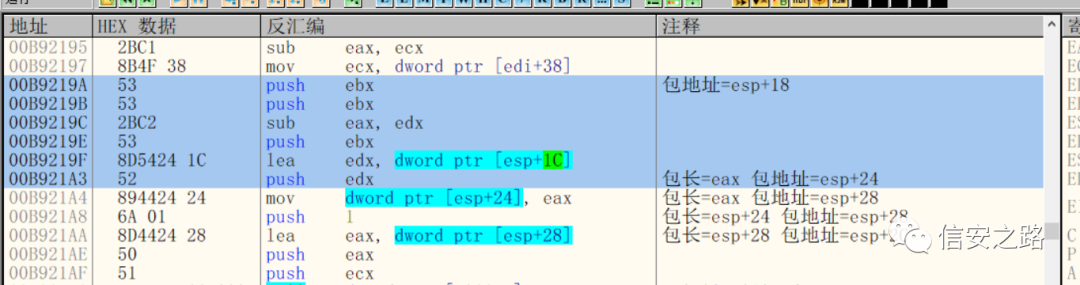 地址 HEX 数据 反汇编 注释
00B92195 2BC1 sub eax, ecx
00B92197 8B4F 38 mov ecx, dword ptr [edi+38]
00B9219A 53 push ebx 包地址=esp+18
00B9219B 53 push ebx
00B9219C 2BC2 sub eax, edx
00B9219E 53 push ebx
00B9219F 8D5424 1C lea edx, dword ptr [esp+1C]
00B921A3 52 push edx 包长=eax 包地址=esp+24
00B921A4 894424 24 mov dword ptr [esp+24], eax 包长=eax 包地址=esp+28
00B921A8 6A 01 push 1 包长=esp+24 包地址=esp+28
00B921AA 8D4424 28 lea eax, dword ptr [esp+28] 包长=esp+28 包地址=esp+
00B921AE 50 push eax
00B921AF 51 push ecx
信安之路